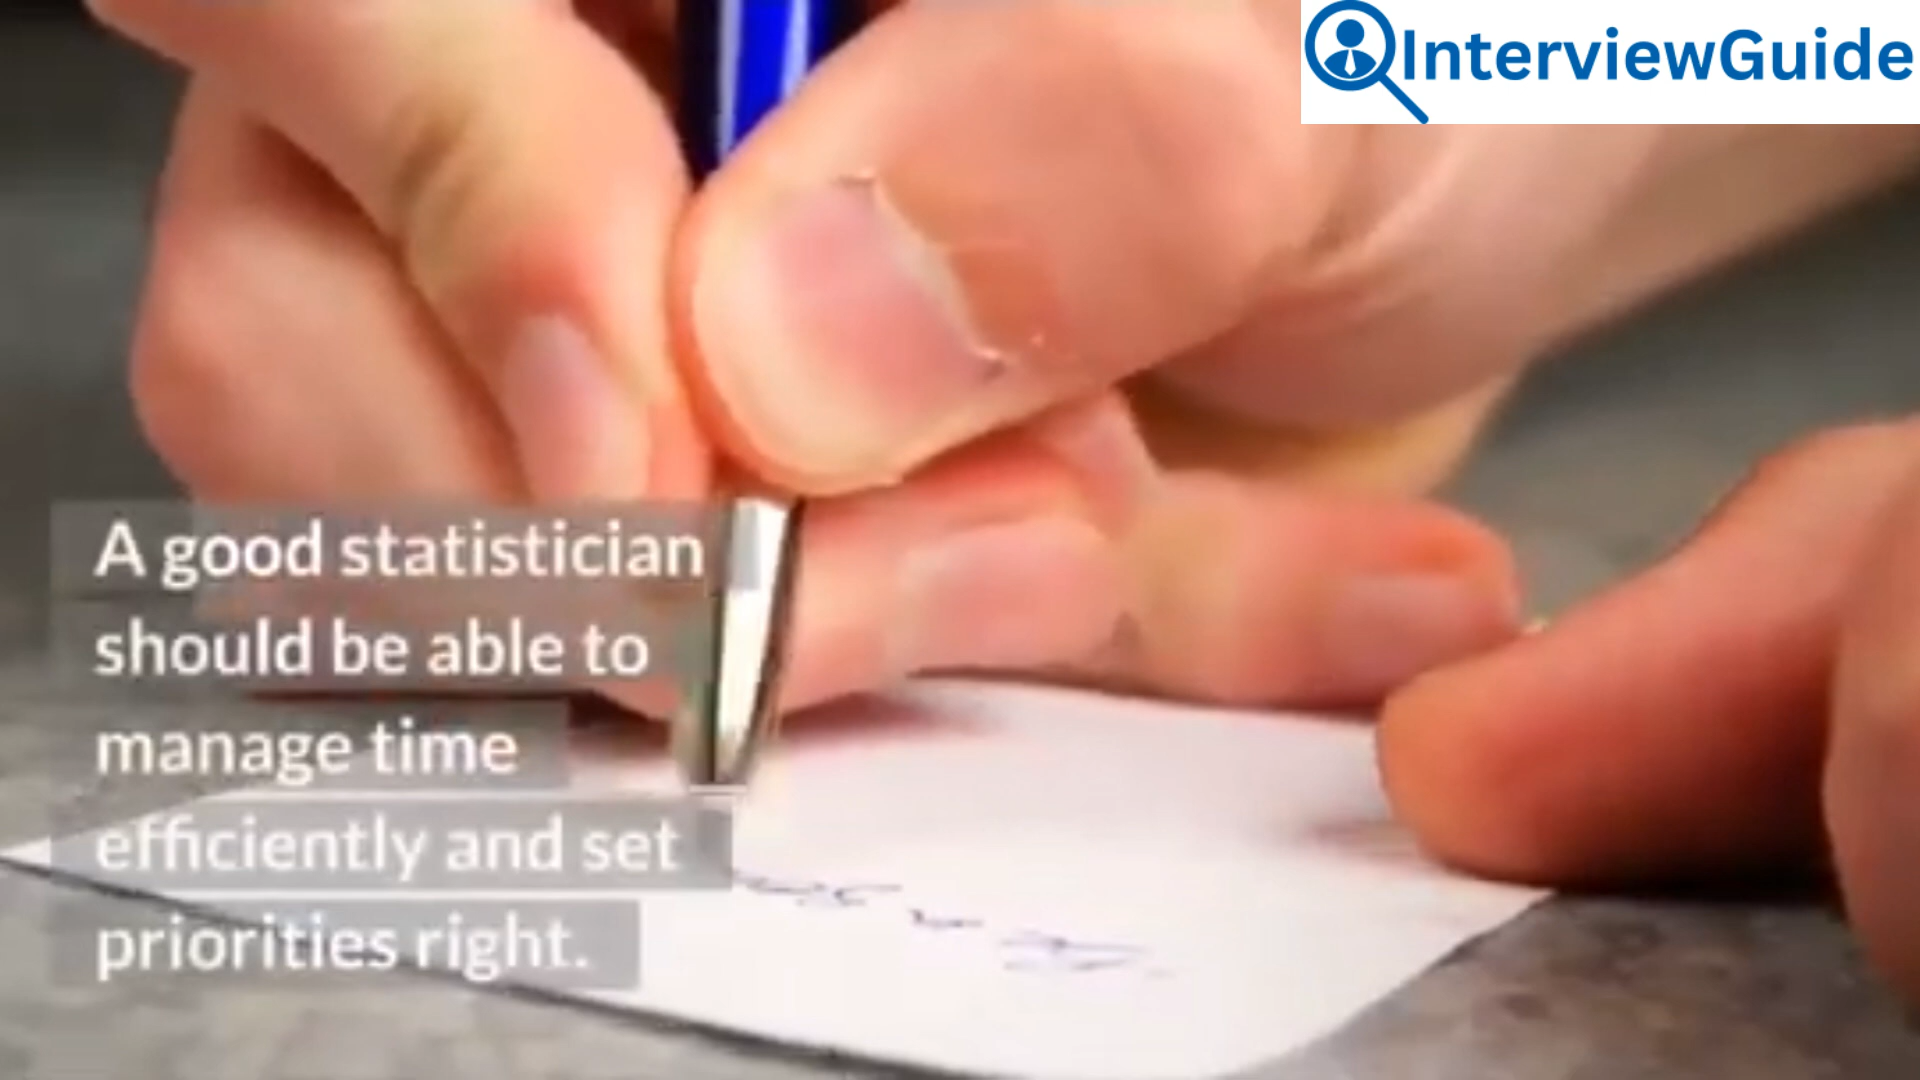 InterviewGuide
A good statistician
should be able to
manage time
efficiently and set
priorities right.